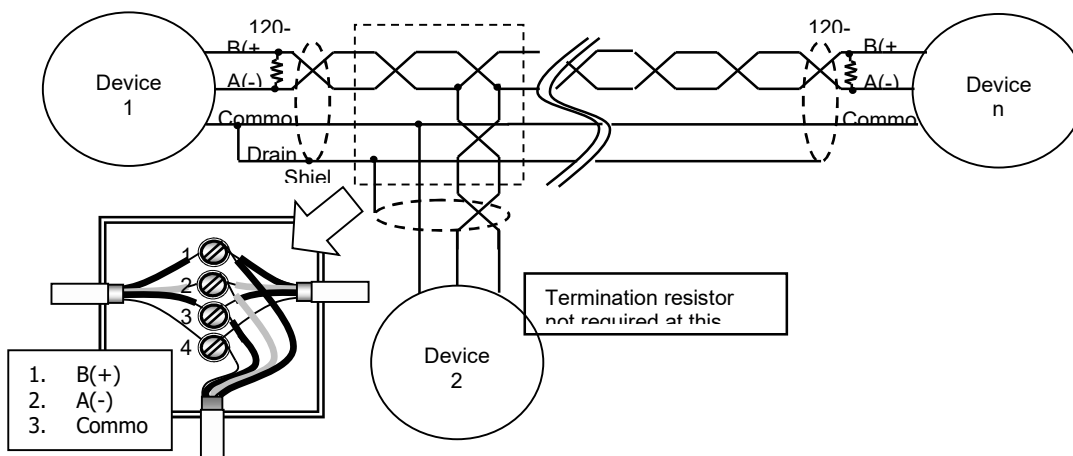 120-
120-
B(+
B(+
Device
1
A(-)
A(-)
Device
n
Commo
Commo
Drain
Shiel
1
2
3
4
Termination resistor
not required at this
Device
2
1. B(+)
2. A(-)
3. Commo